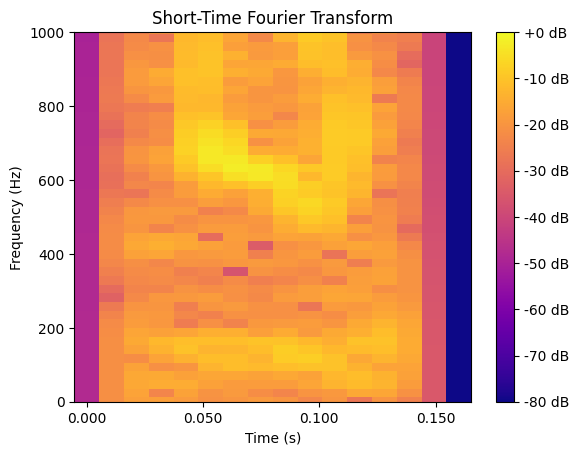 Short-Time Fourier Transform
Frequency (Hz)
1000
800
600
400
200
0
0.000
0.050
0.100
0.150
Time (s)
+0 dB
-10 dB
-20 dB
-30 dB
-40 dB
-50 dB
-60 dB
-70 dB
-80 dB